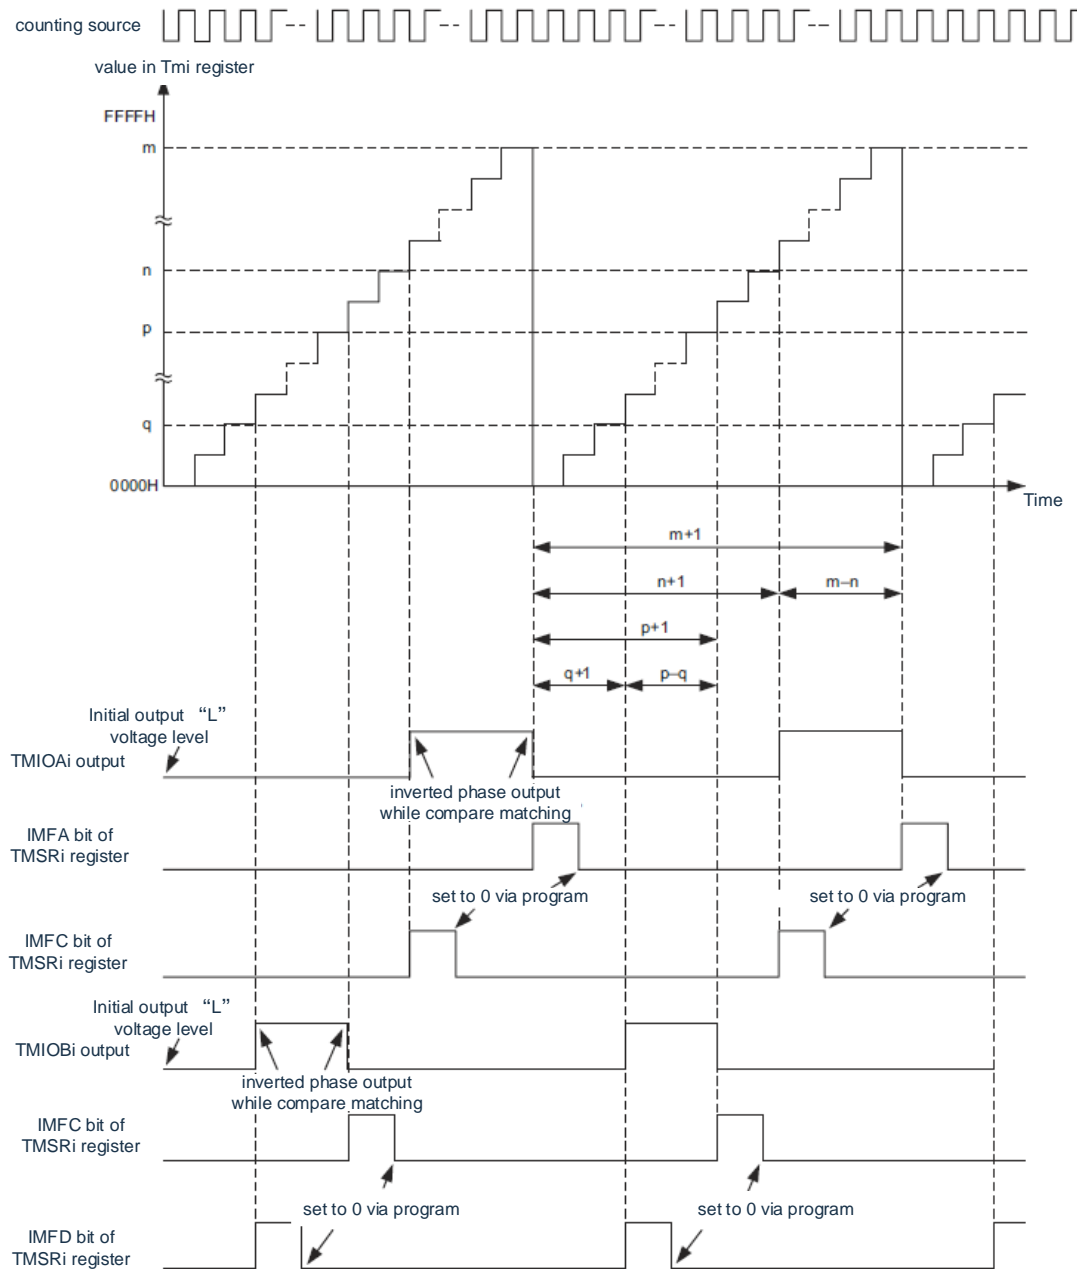 counting source
value in Tmi register
FFFFH
m
n
p
q
0000H
Time
m+1
n+1
m–n
p+1
q+1
p–q
Initial output “L”
voltage level
TMIOAi output
inverted phase output
while compare matching
IMFA bit of
TMSRi register
set to 0 via program
set to 0 via program
IMFC bit of
TMSRi register
Initial output “L”
voltage level
TMIOBi output
inverted phase output
while compare matching
IMFC bit of
TMSRi register
set to 0 via program
set to 0 via program
IMFD bit of
TMSRi register